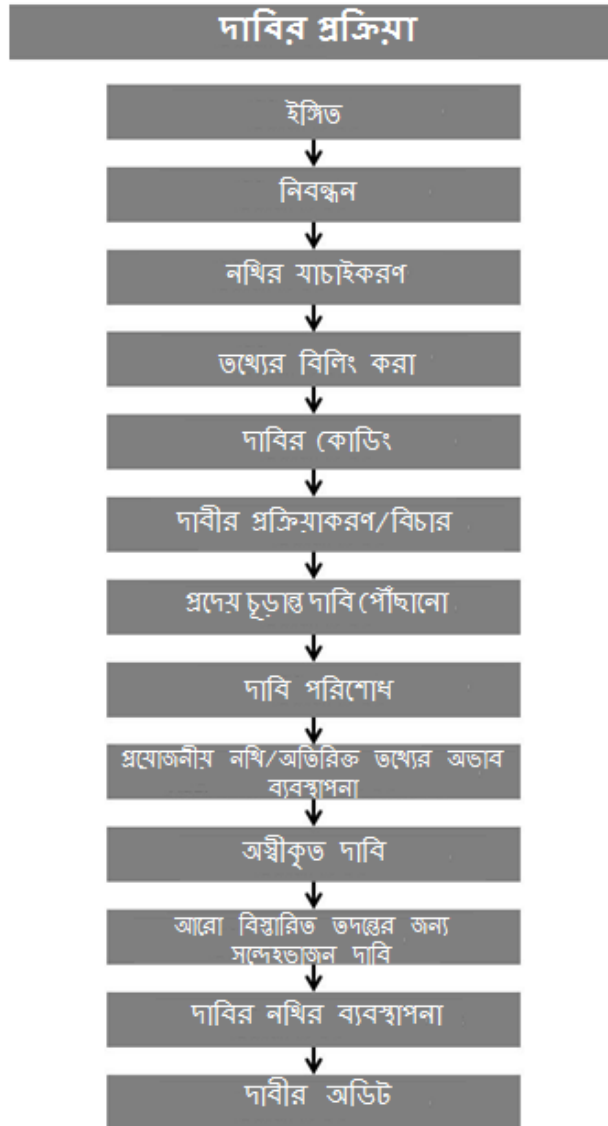 দাবির প্রক্রিয়া
ইঙ্গিত
নিবন্ধন
নথির যাচাইকরণ
তথ্যের বিলিং করা
দাবির কোডিং
দাবীর প্রক্রিয়াকরণ/বিচার
প্রদেয় চূড়ান্ত দাবি পৌঁছানো
দাবি পরিশোধ
প্রযোজনীয় নথি/অতিরিক্ত তথ্যের অভাব
ব্যবস্থাপনা
অস্বীকৃত দাবি
আরো বিস্তারিত তদন্তের জন্য
সন্দেহভাজন দাবি
দাবির নথির ব্যবস্থাপনা
দাবীর অডিট